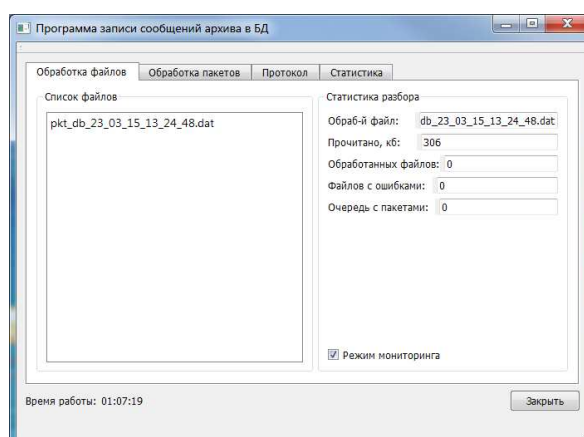 Программа записи сообщений архива в БД
Обработка файлов Обработка пакетов Протокол Статистика
Список файлов
pkt_db_23_03_15_13_24_48.dat
Статистика разбора
Обраб-й файл: db_23_03_15_13_24_48.dat
Прочитано, кб: 306
Обработанных файлов: 0
Файлов с ошибками: 0
Очередь с пакетами: 0
Режим мониторинга
Время работы: 01:07:19
Закрыть